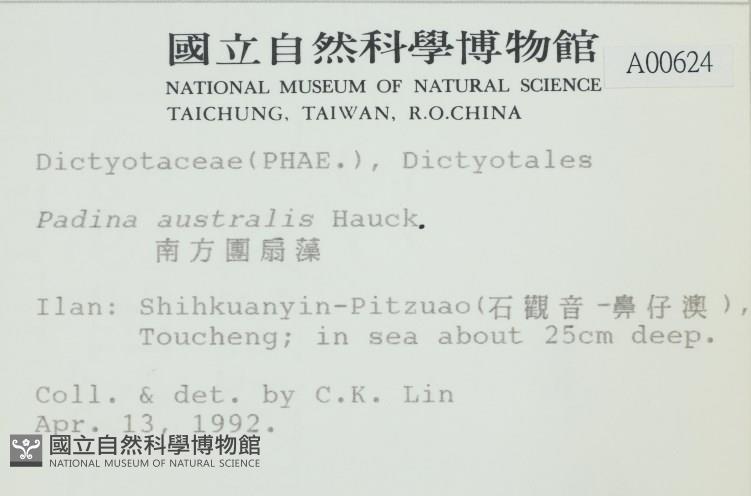 國立自然科學博物館
A00624
NATIONAL MUSEUM OF NATURAL SCIENCE
TAICHUNG, TAIWAN, R.O.CHINA
Dictyotaceae(PHAE.), Dictyotales
Padina australis Hauck.
南方團扇藻
Ilan: Shihkuanyin-Pitzuao(石觀音-鼻仔澳),
Toucheng; in sea about 25cm deep.
Coll. & det. by C.K. Lin
Apr. 13, 1992.
國立自然科學博物館
NATIONAL MUSEUM OF NATURAL SCIENCE